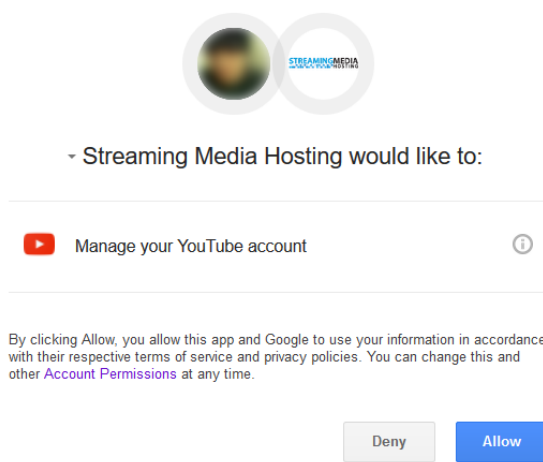 STREAMINGMEDIA
HOSTING
Streaming Media Hosting would like to:
Manage your YouTube account
By clicking Allow, you allow this app and Google to use your information in accordance
with their respective terms of service and privacy policies. You can change this and
other Account Permissions at any time.
Deny
Allow